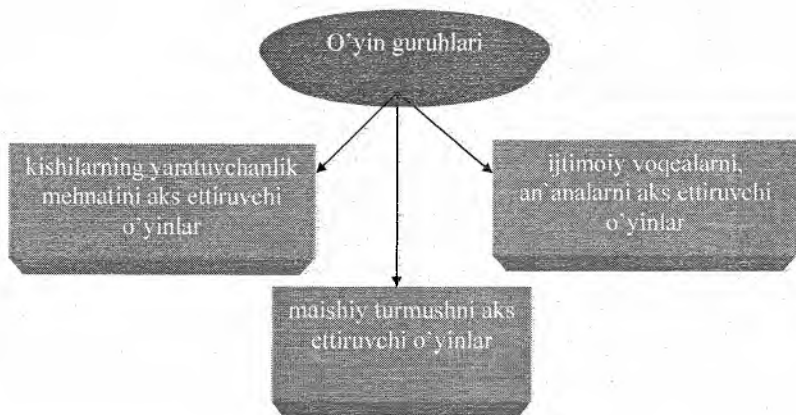 O'yin guruhlari
kishilarning yaratuvchanlik
mehnatini aks ettiruvchi
o'yinlar
ijtimoiy voqealarni,
an`analarni aks ettiruvchi
o'yinlar
maishiy turmushni aks
ettiruvchi o'yinlar